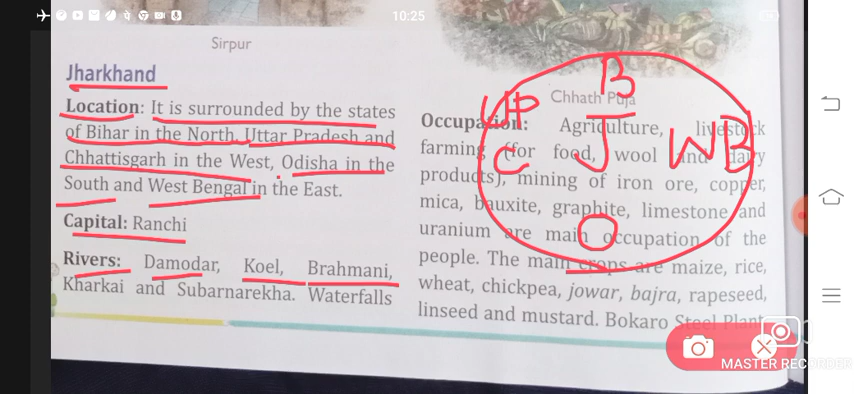 10:25
Sirpur
Chhath Puja
Jharkhand
Location: It is surrounded by the states
of Bihar in the North, Uttar Pradesh and
Chhattisgarh in the West, Odisha in the
South and West Bengal in the East.
Capital: Ranchi
Rivers: Damodar, Koel, Brahmani,
Kharkai and Subarnarekha. Waterfalls
Occupation: Agriculture, livestock
farming (for food, wool and dairy
products), mining of iron ore, copper,
mica, bauxite, graphite, limestone and
uranium are main occupation of the
people. The main crops are maize, rice,
wheat, chickpea, jowar, bajra, rapeseed,
linseed and mustard. Bokaro Steel Plant
B
UP
J
WB
C
O
MASTER RECORDER